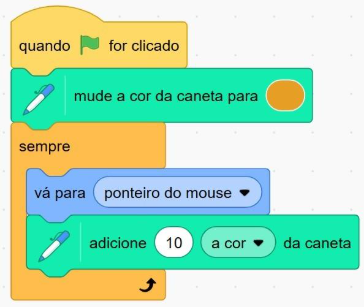 quando for clicado
mude a cor da caneta para
sempre
vá para ponteiro do mouse
adicione 10 a cor da caneta